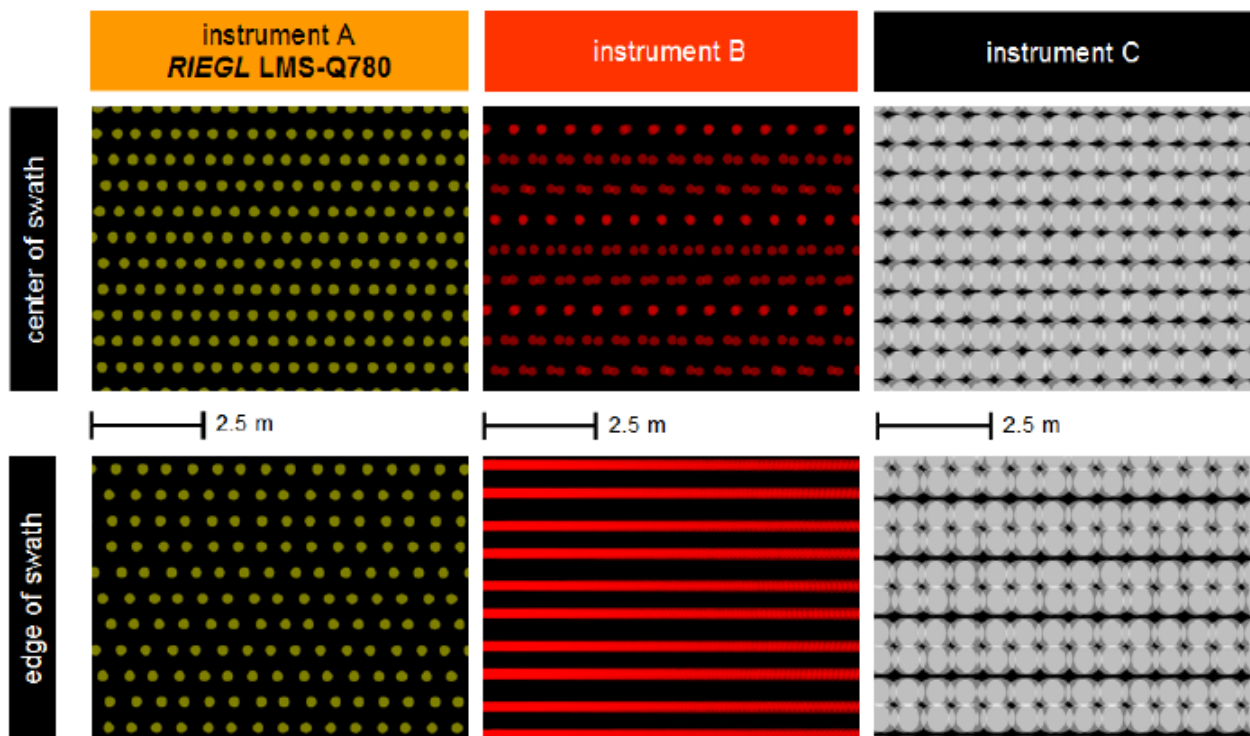 instrument A
RIEGL LMS-Q780
instrument B
instrument C
center of swath
2.5 m
2.5 m
2.5 m
edge of swath